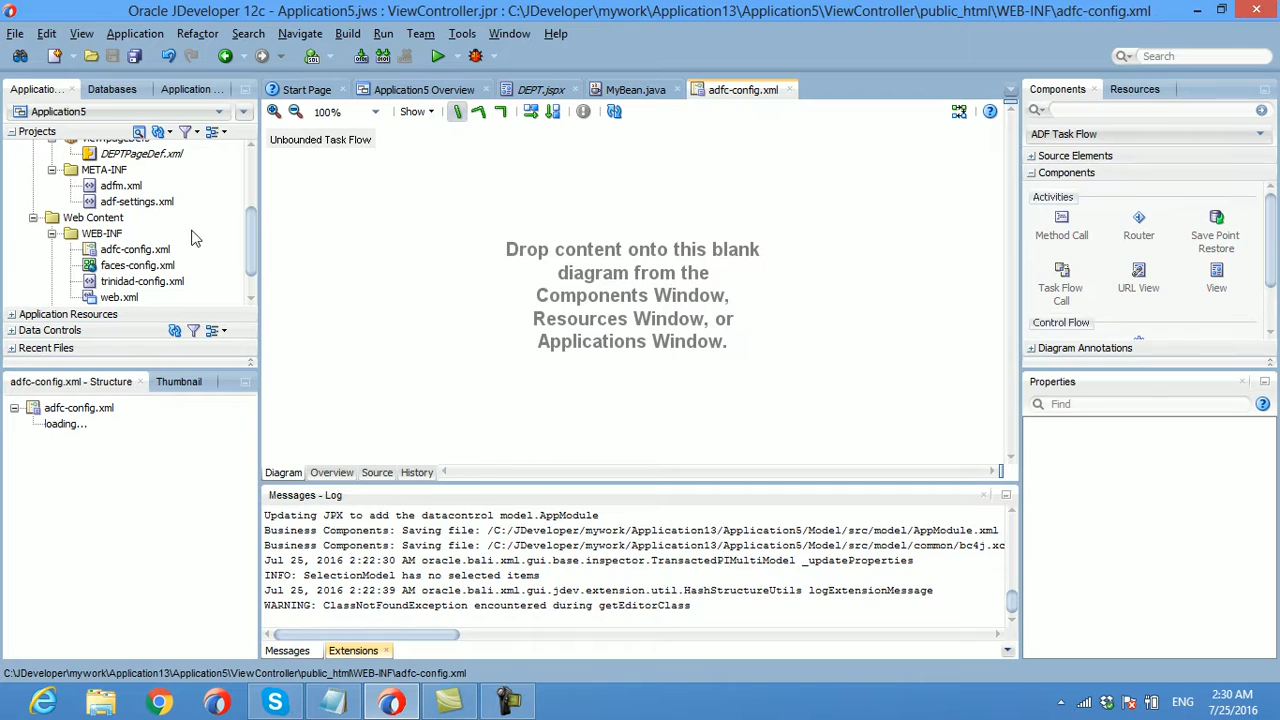 Oracle JDeveloper 12c - Application5.jws : ViewController.jpr : C:\JDeveloper\mywork\Application13\Application5\ViewController\public_html\WEB-INF\adfc-config.xml
File Edit View Application Refactor Search Navigate Build Run Team Tools Window Help
Search
Applicatio... Databases Application ...
Start Page Application5 Overview DEPT.jspx MyBean.java adfc-config.xml
Components Resources
Application5
100% Show
Projects
ADF Task Flow
Unbounded Task Flow
DEPTPageDef.xml
META-INF
adfm.xml
adf-settings.xml
Web Content
WEB-INF
adfc-config.xml
faces-config.xml
trinidad-config.xml
web.xml
Application Resources
Data Controls
Recent Files
Drop content onto this blank
diagram from the
Components Window,
Resources Window, or
Applications Window.
Source Elements
Components
Activities
Method Call
Router
Save Point Restore
Task Flow Call
URL View
View
Control Flow
Diagram Annotations
adfc-config.xml - Structure Thumbnail
adfc-config.xml
loading...
Properties
Find
Diagram Overview Source History
Messages - Log
Updating JPX to add the datacontrol model.AppModule
Business Components: Saving file: /C:/JDeveloper/mywork/Application13/Application5/Model/src/model/AppModule.xml
Business Components: Saving file: /C:/JDeveloper/mywork/Application13/Application5/Model/src/model/common/bc4j.xc
Jul 25, 2016 2:22:30 AM oracle.bali.xml.gui.base.inspector.TransactedPIMultiModel _updateProperties
INFO: SelectionModel has no selected items
Jul 25, 2016 2:22:39 AM oracle.bali.xml.gui.jdev.extension.util.HashStructureUtils logExtensionMessage
WARNING: ClassNotFoundException encountered during getEditorClass
Messages Extensions
C:\JDeveloper\mywork\Application13\Application5\ViewController\public_html\WEB-INF\adfc-config.xml
ENG
2:30 AM
7/25/2016